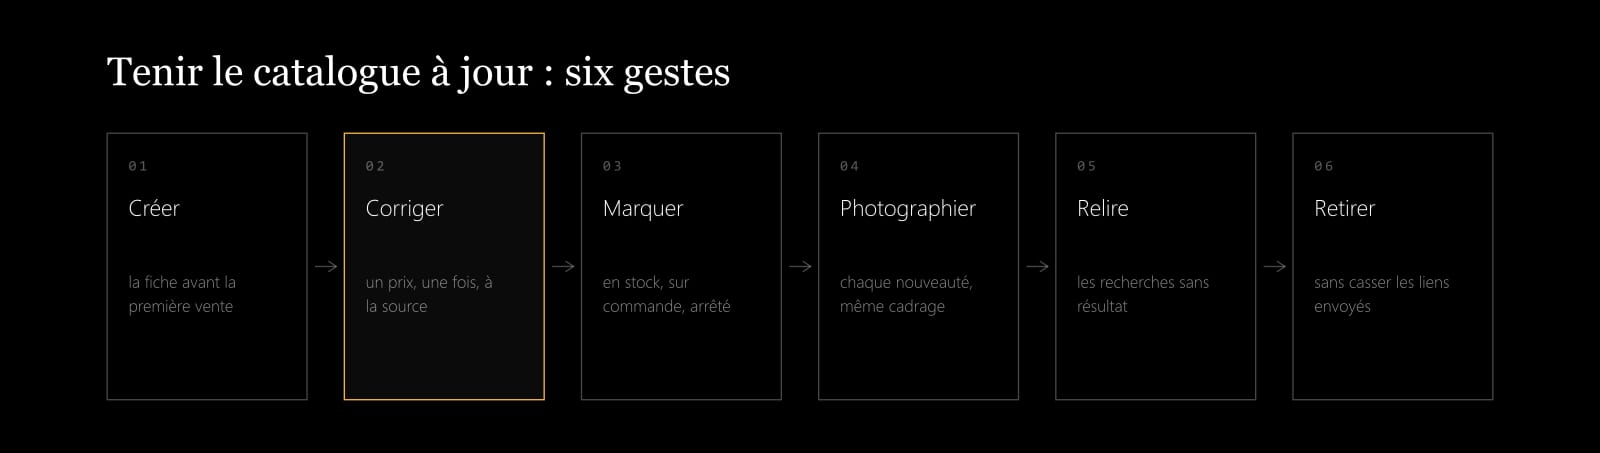 Tenir le catalogue à jour : six gestes
01
Créer
la fiche avant la
première vente
02
Corriger
un prix, une fois, à
la source
03
Marquer
en stock, sur
commande, arrêté
04
Photographier
chaque nouveauté,
même cadrage
05
Relire
les recherches sans
résultat
06
Retirer
sans casser les liens
envoyés